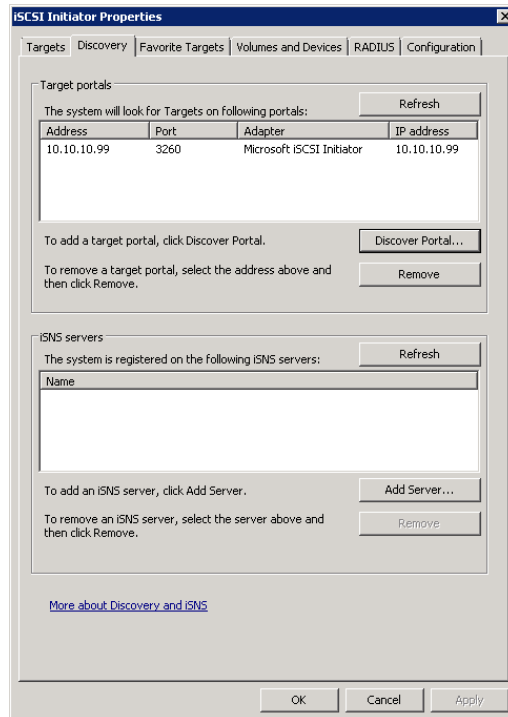 iSCSI Initiator Properties
Targets Discovery Favorite Targets Volumes and Devices RADIUS Configuration
Target portals
The system will look for Targets on following portals:
Refresh
Address Port Adapter IP address
10.10.10.99 3260 Microsoft iSCSI Initiator 10.10.10.99
To add a target portal, click Discover Portal.
Discover Portal...
To remove a target portal, select the address above and
then click Remove.
Remove
iSNS servers
The system is registered on the following iSNS servers:
Refresh
Name
To add an iSNS server, click Add Server.
Add Server...
To remove an iSNS server, select the server above and
then click Remove.
Remove
More about Discovery and iSNS
OK Cancel Apply